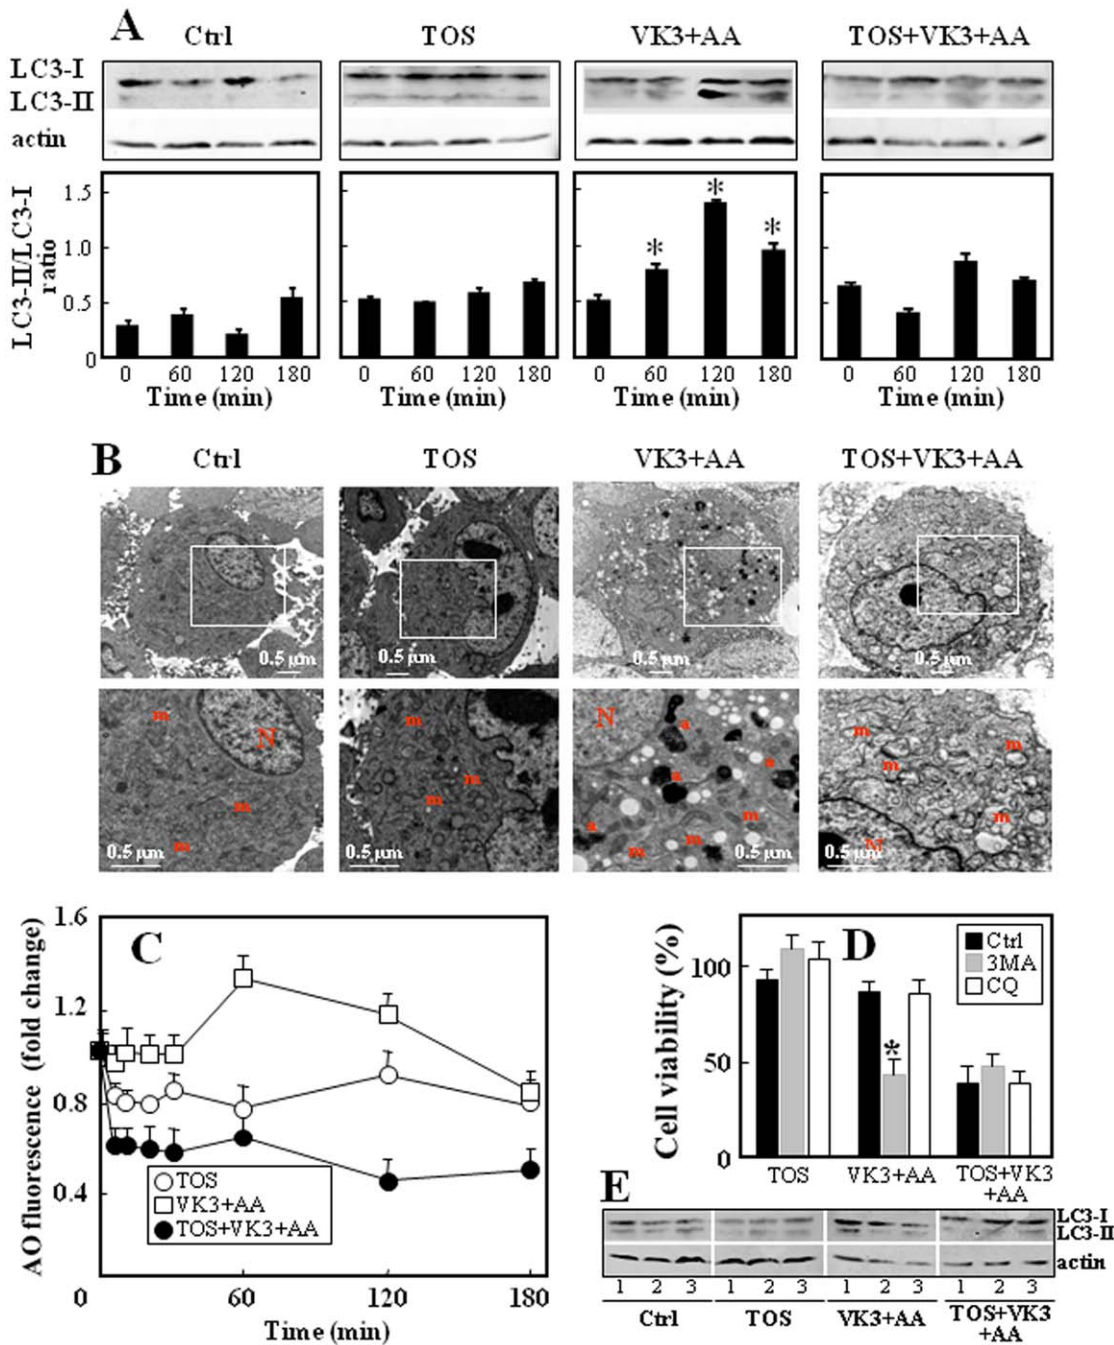 A
Ctrl
TOS
VK3+AA
TOS+VK3+AA
LC3-I
LC3-II
actin
LC3-II/LC3-I
ratio
1.5
1.0
0.5
0
0 60 120 180
0 60 120 180
0 60 120 180
0 60 120 180
* * *
Time (min)
Time (min)
Time (min)
Time (min)
B
Ctrl
TOS
VK3+AA
TOS+VK3+AA
0.5 μm
0.5 μm
0.5 μm
0.5 μm
m
N
m
m
0.5 μm
m
m
m
0.5 μm
N
a
a
a
a
m
m
m
0.5 μm
m
m
m
m
N
0.5 μm
C
AO fluorescence (fold change)
1.6
1.2
0.8
0.4
0 60 120 180
Time (min)
TOS
VK3+AA
TOS+VK3+AA
D
Cell viability (%)
100
50
0
Ctrl
3MA
CQ
*
TOS
VK3+AA
TOS+VK3
+AA
E
LC3-I
LC3-II
actin
1 2 3 1 2 3 1 2 3 1 2 3
Ctrl
TOS
VK3+AA
TOS+VK3
+AA